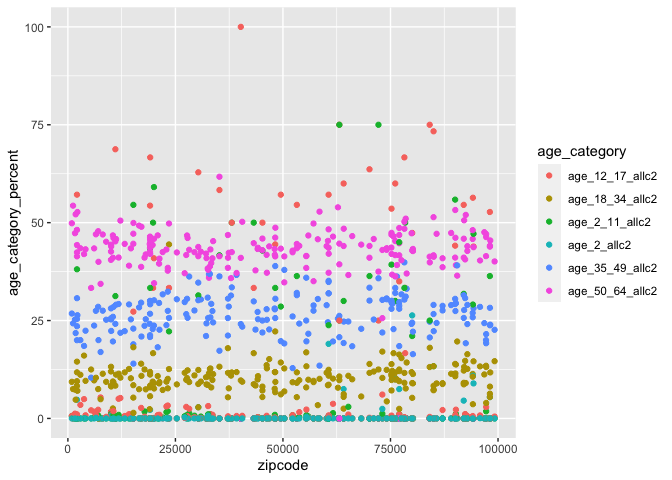 100
75
50
25
0
age_category_percent
0
25000
50000
75000
100000
zipcode
age_category
age_12_17_allc2
age_18_34_allc2
age_2_11_allc2
age_2_allc2
age_35_49_allc2
age_50_64_allc2